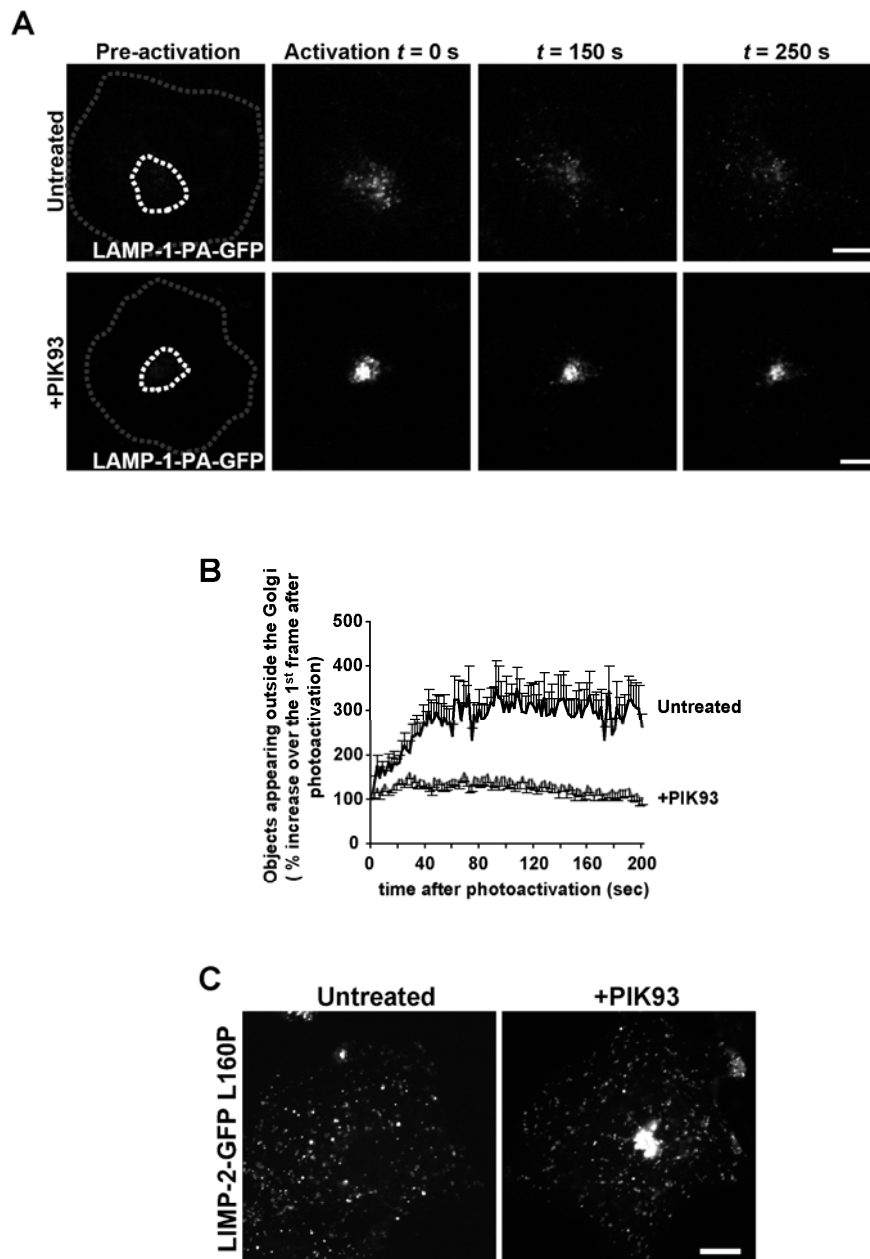 A
Pre-activation
Activation t = 0 s
t = 150 s
t = 250 s
Untreated
LAMP-1-PA-GFP
+PIK93
LAMP-1-PA-GFP
B
Objects appearing outside the Golgi
( % increase over the 1st frame after
photoactivation)
500
400
300
200
100
0
Untreated
+PIK93
0
40
80
120
160
200
time after photoactivation (sec)
C
Untreated
+PIK93
LIMP-2-GFP L160P